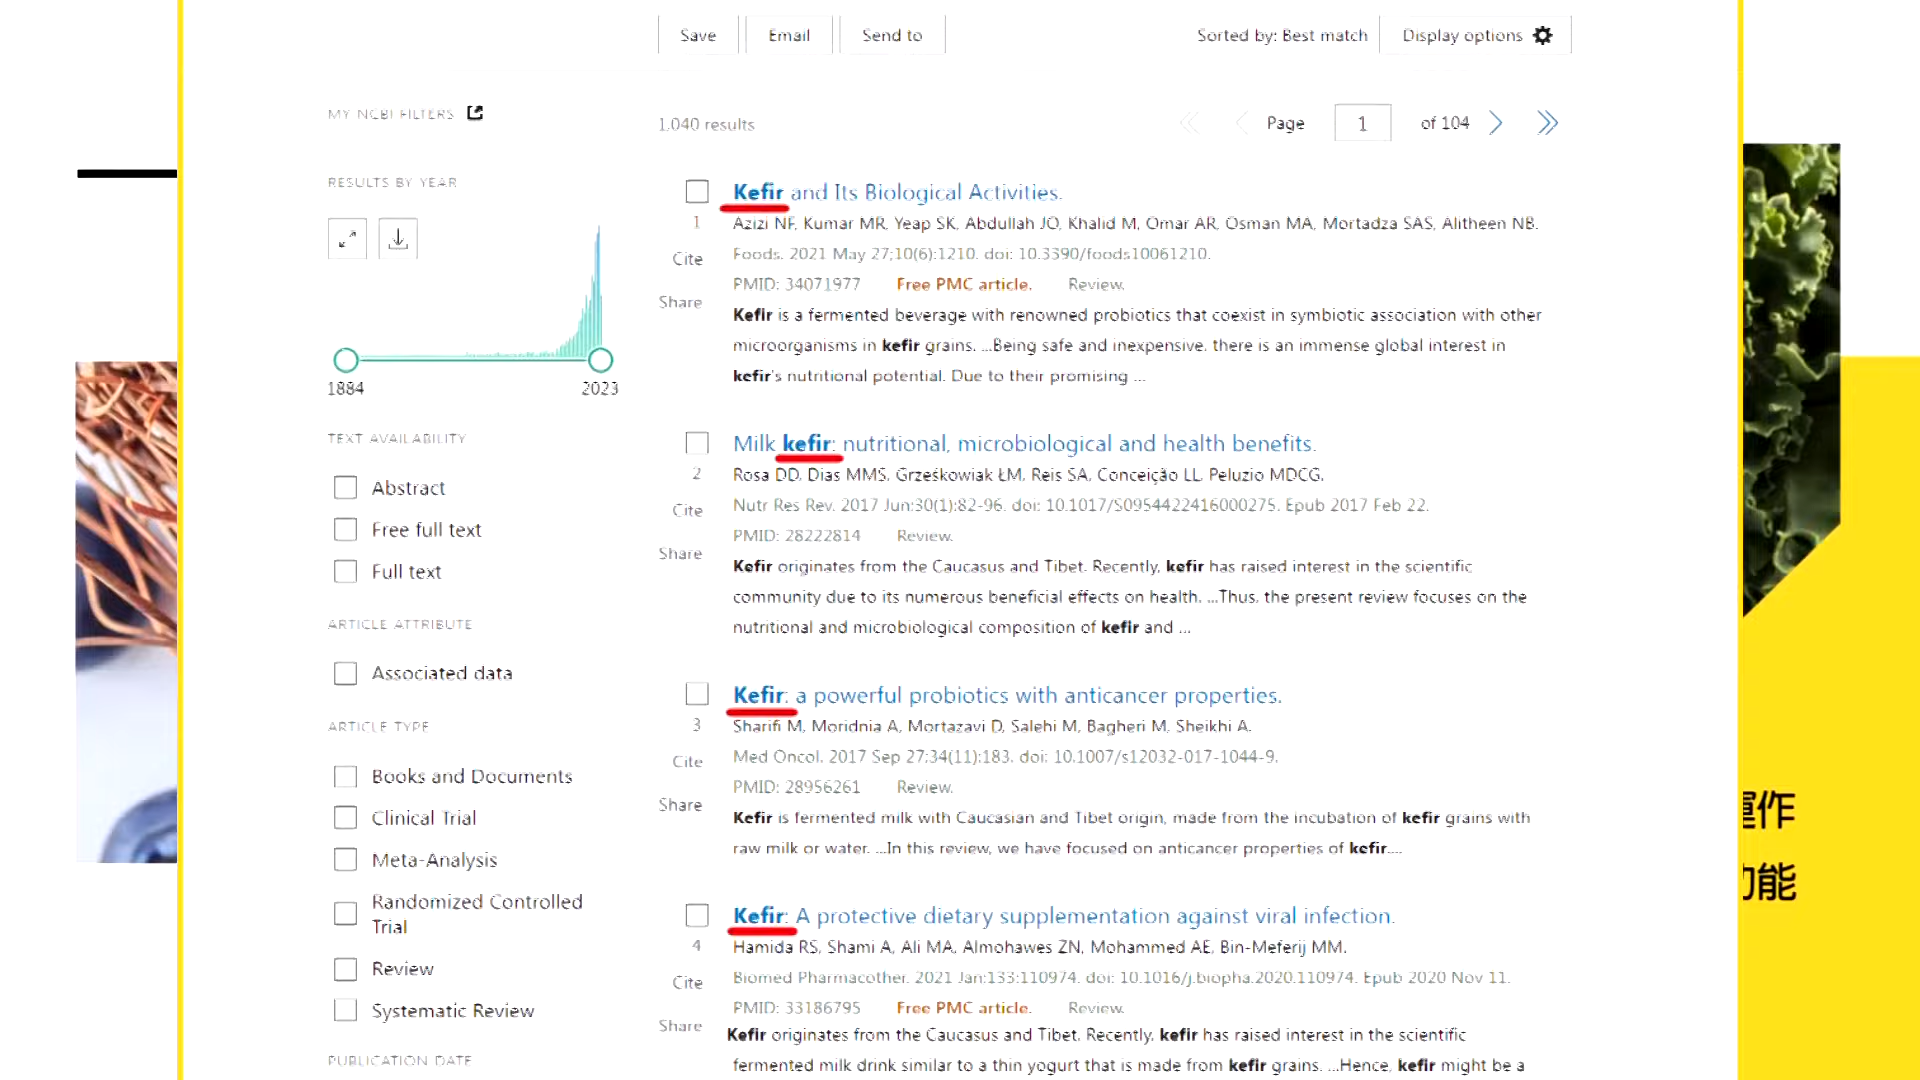 Save
Email
Send to
Sorted by: Best match
Display options
MY NCBI FILTERS
1,040 results
Page
1
of 104
RESULTS BY YEAR
1884
2023
TEXT AVAILABILITY
Abstract
Free full text
Full text
ARTICLE ATTRIBUTE
Associated data
ARTICLE TYPE
Books and Documents
Clinical Trial
Meta-Analysis
Randomized Controlled
Trial
Review
Systematic Review
PUBLICATION DATE
Kefir and Its Biological Activities.
1
Azizi NF, Kumar MR, Yeap SK, Abdullah JO, Khalid M, Omar AR, Osman MA, Mortadza SAS, Alitheen NB.
Cite
Foods. 2021 May 27;10(6):1210. doi: 10.3390/foods10061210.
PMID: 34071977 Free PMC article. Review.
Share
Kefir is a fermented beverage with renowned probiotics that coexist in symbiotic association with other
microorganisms in kefir grains. ...Being safe and inexpensive, there is an immense global interest in
kefir's nutritional potential. Due to their promising ...
Milk kefir: nutritional, microbiological and health benefits.
2
Rosa DD, Dias MMS, Grześkowiak ŁM, Reis SA, Conceição LL, Peluzio MDCG.
Cite
Nutr Res Rev. 2017 Jun;30(1):82-96. doi: 10.1017/S0954422416000275. Epub 2017 Feb 22.
PMID: 28222814 Review.
Share
Kefir originates from the Caucasus and Tibet. Recently, kefir has raised interest in the scientific
community due to its numerous beneficial effects on health. ...Thus, the present review focuses on the
nutritional and microbiological composition of kefir and ...
Kefir: a powerful probiotics with anticancer properties.
3
Sharifi M, Moridnia A, Mortazavi D, Salehi M, Bagheri M, Sheikhi A.
Cite
Med Oncol. 2017 Sep 27;34(11):183. doi: 10.1007/s12032-017-1044-9.
PMID: 28956261 Review.
Share
Kefir is fermented milk with Caucasian and Tibet origin, made from the incubation of kefir grains with
raw milk or water. ...In this review, we have focused on anticancer properties of kefir....
Kefir: A protective dietary supplementation against viral infection.
4
Hamida RS, Shami A, Ali MA, Almohawes ZN, Mohammed AE, Bin-Meferij MM.
Cite
Biomed Pharmacother. 2021 Jan;133:110974. doi: 10.1016/j.biopha.2020.110974. Epub 2020 Nov 11.
PMID: 33186795 Free PMC article. Review.
Share
Kefir originates from the Caucasus and Tibet. Recently, kefir has raised interest in the scientific
fermented milk drink similar to a thin yogurt that is made from kefir grains. ...Hence, kefir might be a
運作
功能